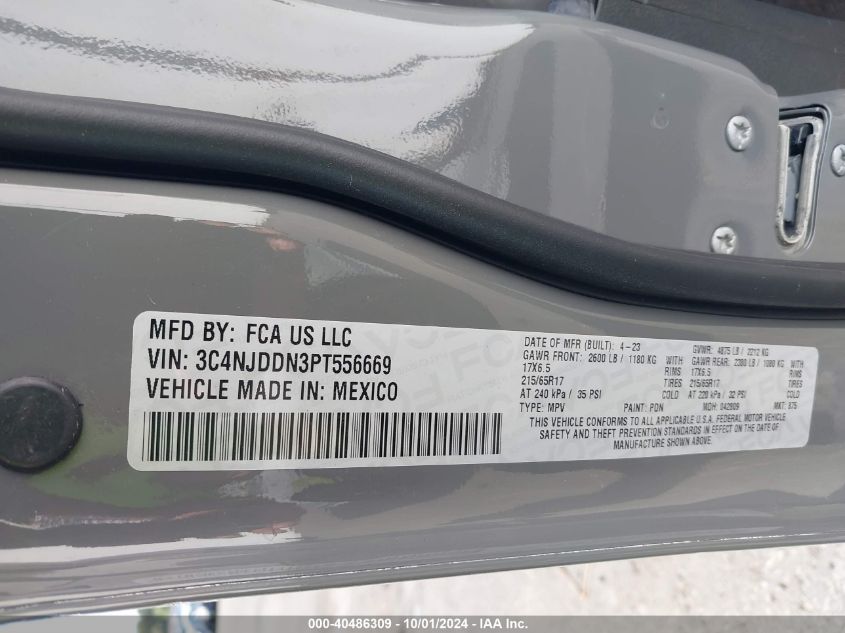 MFD BY: FCA US LLC
VIN: 3C4NJDDN3PT556669
VEHICLE MADE IN: MEXICO
DATE OF MFR (BUILT): 4-23 GVWR: 4875 LB / 2212 KG
GAWR FRONT: 2600 LB / 1180 KG GAWR REAR: 2380 LB / 1080 KG
17X6.5 RIMS 17X6.5 RIMS
215/65R17 TIRES 215/65R17 TIRES
AT 240 kPa / 35 PSI COLD AT 220 kPa / 32 PSI COLD
TYPE: MPV PAINT: PDN MDH: 042909 MKT: 875
THIS VEHICLE CONFORMS TO ALL APPLICABLE U.S.A. FEDERAL MOTOR VEHICLE
SAFETY AND THEFT PREVENTION STANDARDS IN EFFECT ON THE DATE OF
MANUFACTURE SHOWN ABOVE.
000-40486309 - 10/01/2024 - IAA Inc.